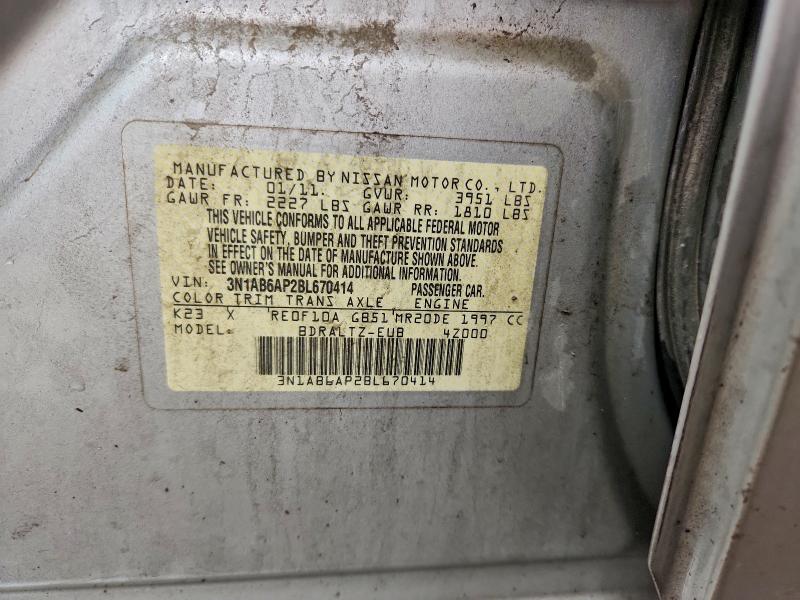 MANUFACTURED BY NISSAN MOTOR CO., LTD.
DATE: 01/11. GVWR: 3951 LBS
GAWR FR: 2227 LBS GAWR RR: 1810 LBS
THIS VEHICLE CONFORMS TO ALL APPLICABLE FEDERAL MOTOR
VEHICLE SAFETY, BUMPER AND THEFT PREVENTION STANDARDS
IN EFFECT ON THE DATE OF MANUFACTURE SHOWN ABOVE.
SEE OWNER'S MANUAL FOR ADDITIONAL INFORMATION.
VIN: 3N1AB6AP2BL670414 PASSENGER CAR.
COLOR TRIM TRANS AXLE ENGINE
K23 X RE0F10A GB51 MR20DE 1997 CC
MODEL: BDRALTZ-EUB 4Z000
3N1AB6AP2BL670414